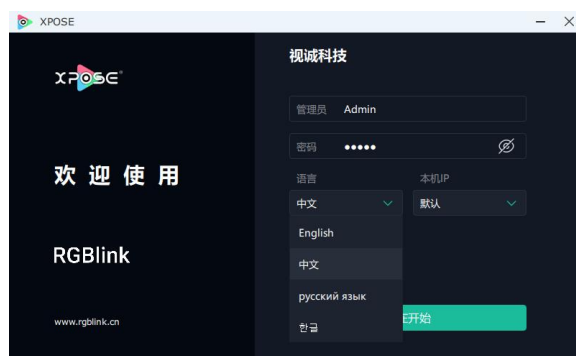 XPOSE
XPOSE
欢迎使用
RGBlink
www.rgblink.cn
视诚科技
管理员 Admin
密码 •••••
语言 本机IP
中文 默认
English
中文
русский язык
한글
开始